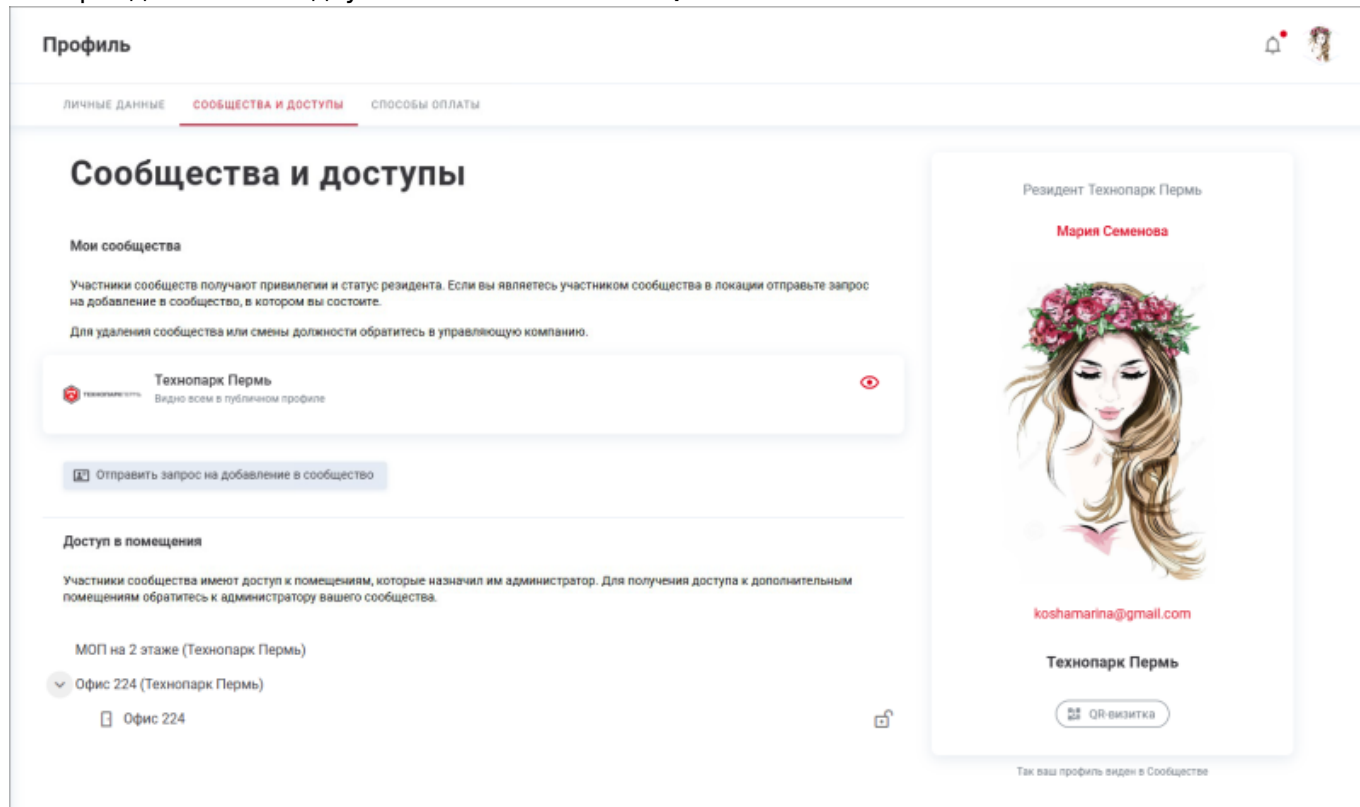 Профиль
ЛИЧНЫЕ ДАННЫЕ
СООБЩЕСТВА И ДОСТУПЫ
СПОСОБЫ ОПЛАТЫ
Сообщества и доступы
Мои сообщества
Участники сообществ получают привилегии и статус резидента. Если вы являетесь участником сообщества в локации отправьте запрос
на добавление в сообщество, в котором вы состоите.
Для удаления сообщества или смены должности обратитесь в управляющую компанию.
Технопарк Пермь
Видно всем в публичном профиле
Отправить запрос на добавление в сообщество
Доступ в помещения
Участники сообщества имеют доступ к помещениям, которые назначил им администратор. Для получения доступа к дополнительным
помещениям обратитесь к администратору вашего сообщества.
МОП на 2 этаже (Технопарк Пермь)
Офис 224 (Технопарк Пермь)
Офис 224
Резидент Технопарк Пермь
Мария Семенова
koshamarina@gmail.com
Технопарк Пермь
QR-визитка
Так ваш профиль виден в Сообществе